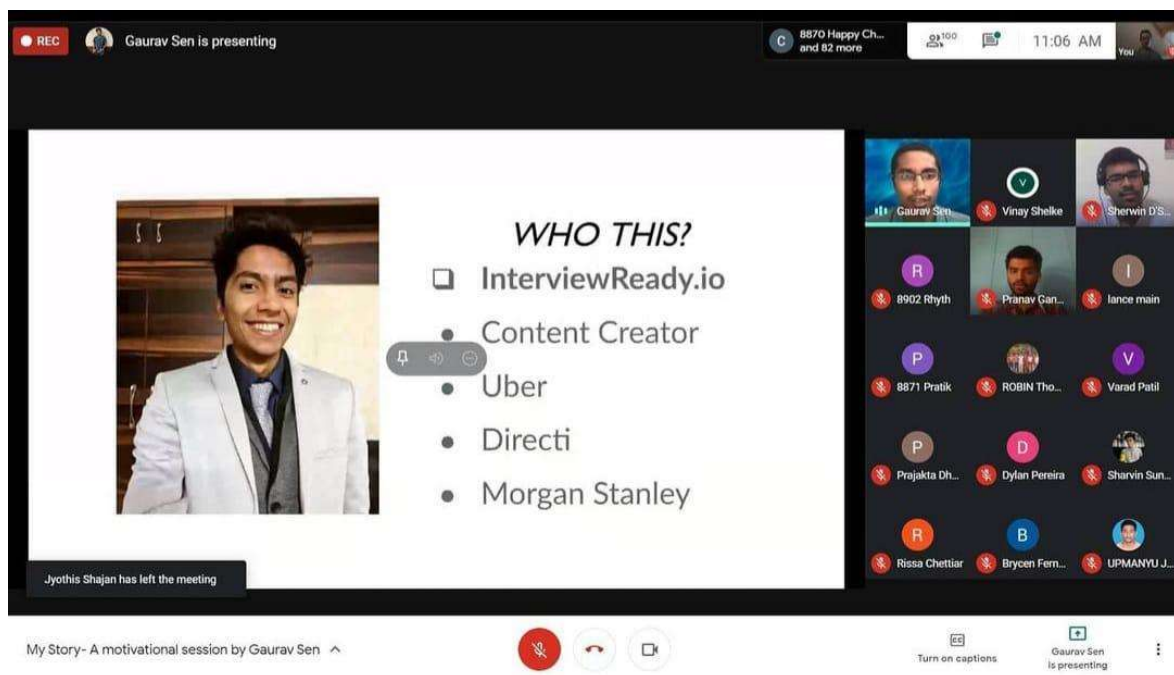 REC
Gaurav Sen is presenting
C
8870 Happy Ch...
and 82 more
100
11:06 AM
You
WHO THIS?
InterviewReady.io
Content Creator
Uber
Directi
Morgan Stanley
Gaurav Sen
V
Vinay Shelke
Sherwin D'S...
R
8902 Rhyth
Pranav Gan...
I
lance main
P
8871 Pratik
ROBIN Tho...
V
Varad Patil
P
Prajakta Dh...
D
Dylan Pereira
Sharvin Sun...
R
Rissa Chettiar
B
Brycen Fern...
UPMANYU J...
Jyothis Shajan has left the meeting
My Story- A motivational session by Gaurav Sen
CC
Turn on captions
Gaurav Sen
is presenting